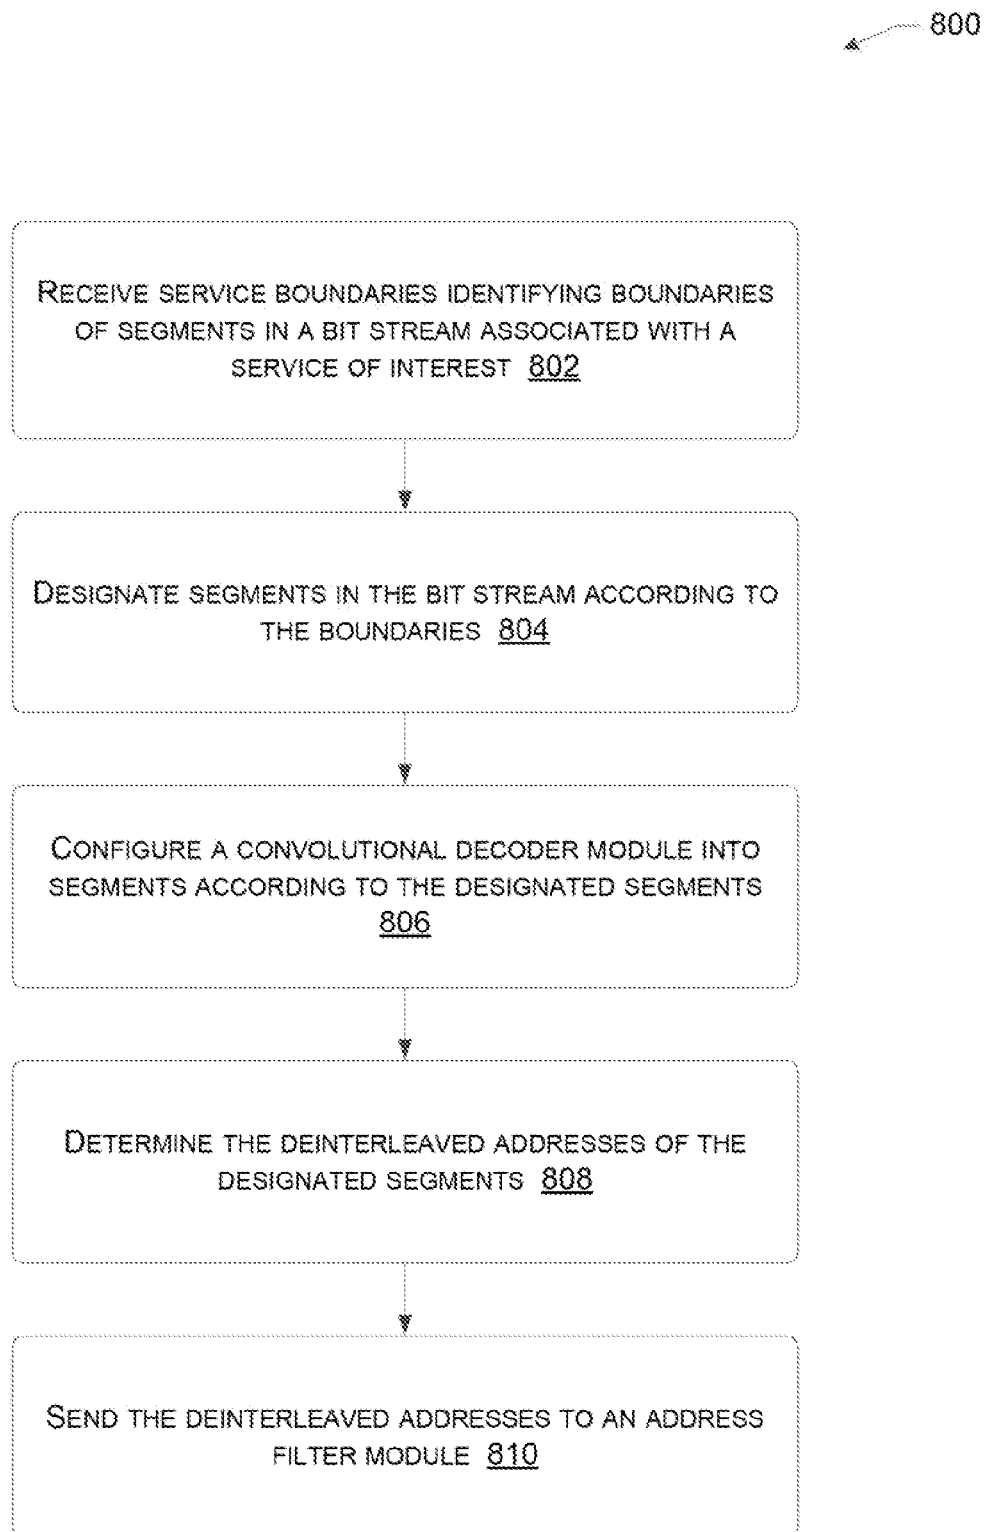 800
RECEIVE SERVICE BOUNDARIES IDENTIFYING BOUNDARIES
OF SEGMENTS IN A BIT STREAM ASSOCIATED WITH A
SERVICE OF INTEREST 802
DESIGNATE SEGMENTS IN THE BIT STREAM ACCORDING TO
THE BOUNDARIES 804
CONFIGURE A CONVOLUTIONAL DECODER MODULE INTO
SEGMENTS ACCORDING TO THE DESIGNATED SEGMENTS
806
DETERMINE THE DEINTERLEAVED ADDRESSES OF THE
DESIGNATED SEGMENTS 808
SEND THE DEINTERLEAVED ADDRESSES TO AN ADDRESS
FILTER MODULE 810